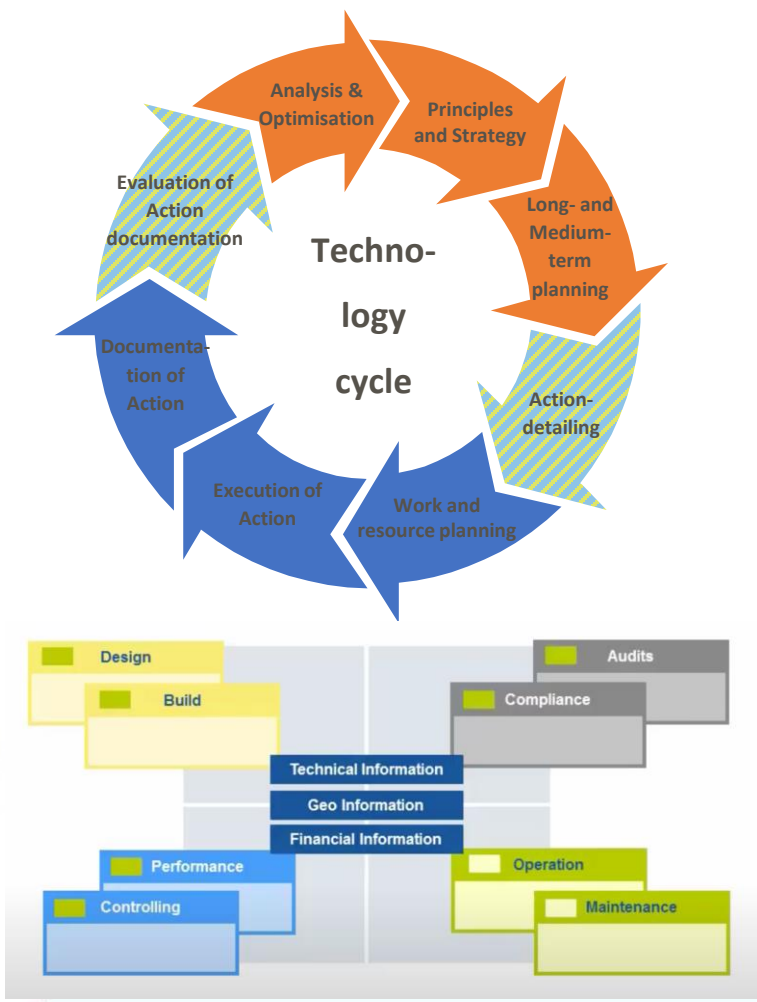 Analysis &
Optimisation
Principles
and Strategy
Long- and
Medium-
term
planning
Action-
detailing
Work and
resource planning
Execution of
Action
Documenta-
tion of
Action
Evaluation of
Action
documentation
Techno-
logy
cycle
Design
Build
Audits
Compliance
Technical Information
Geo Information
Financial Information
Performance
Controlling
Operation
Maintenance